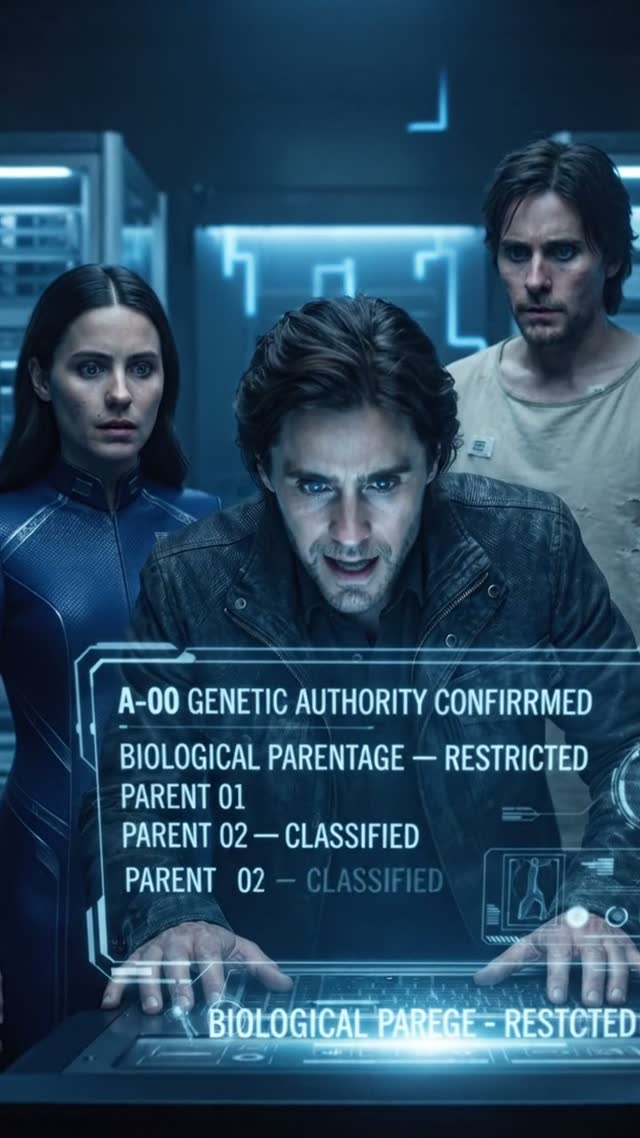 A-00 GENETIC AUTHORITY CONFIRRMED
BIOLOGICAL PARENTAGE — RESTRICTED
PARENT 01
PARENT 02 — CLASSIFIED
PARENT 02 — CLASSIFIED
BIOLOGICAL PAREGE - RESTCTED